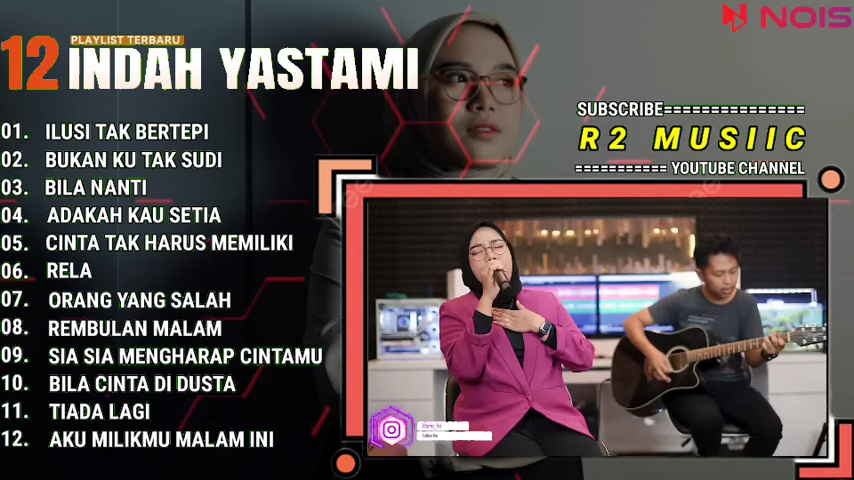 NOIS
PLAYLIST TERBARU
12 INDAH YASTAMI
SUBSCRIBE===============
R2 MUSIIC
=========== YOUTUBE CHANNEL
01. ILUSI TAK BERTEPI
02. BUKAN KU TAK SUDI
03. BILA NANTI
04. ADAKAH KAU SETIA
05. CINTA TAK HARUS MEMILIKI
06. RELA
07. ORANG YANG SALAH
08. REMBULAN MALAM
09. SIA SIA MENGHARAP CINTAMU
10. BILA CINTA DI DUSTA
11. TIADA LAGI
12. AKU MILIKMU MALAM INI